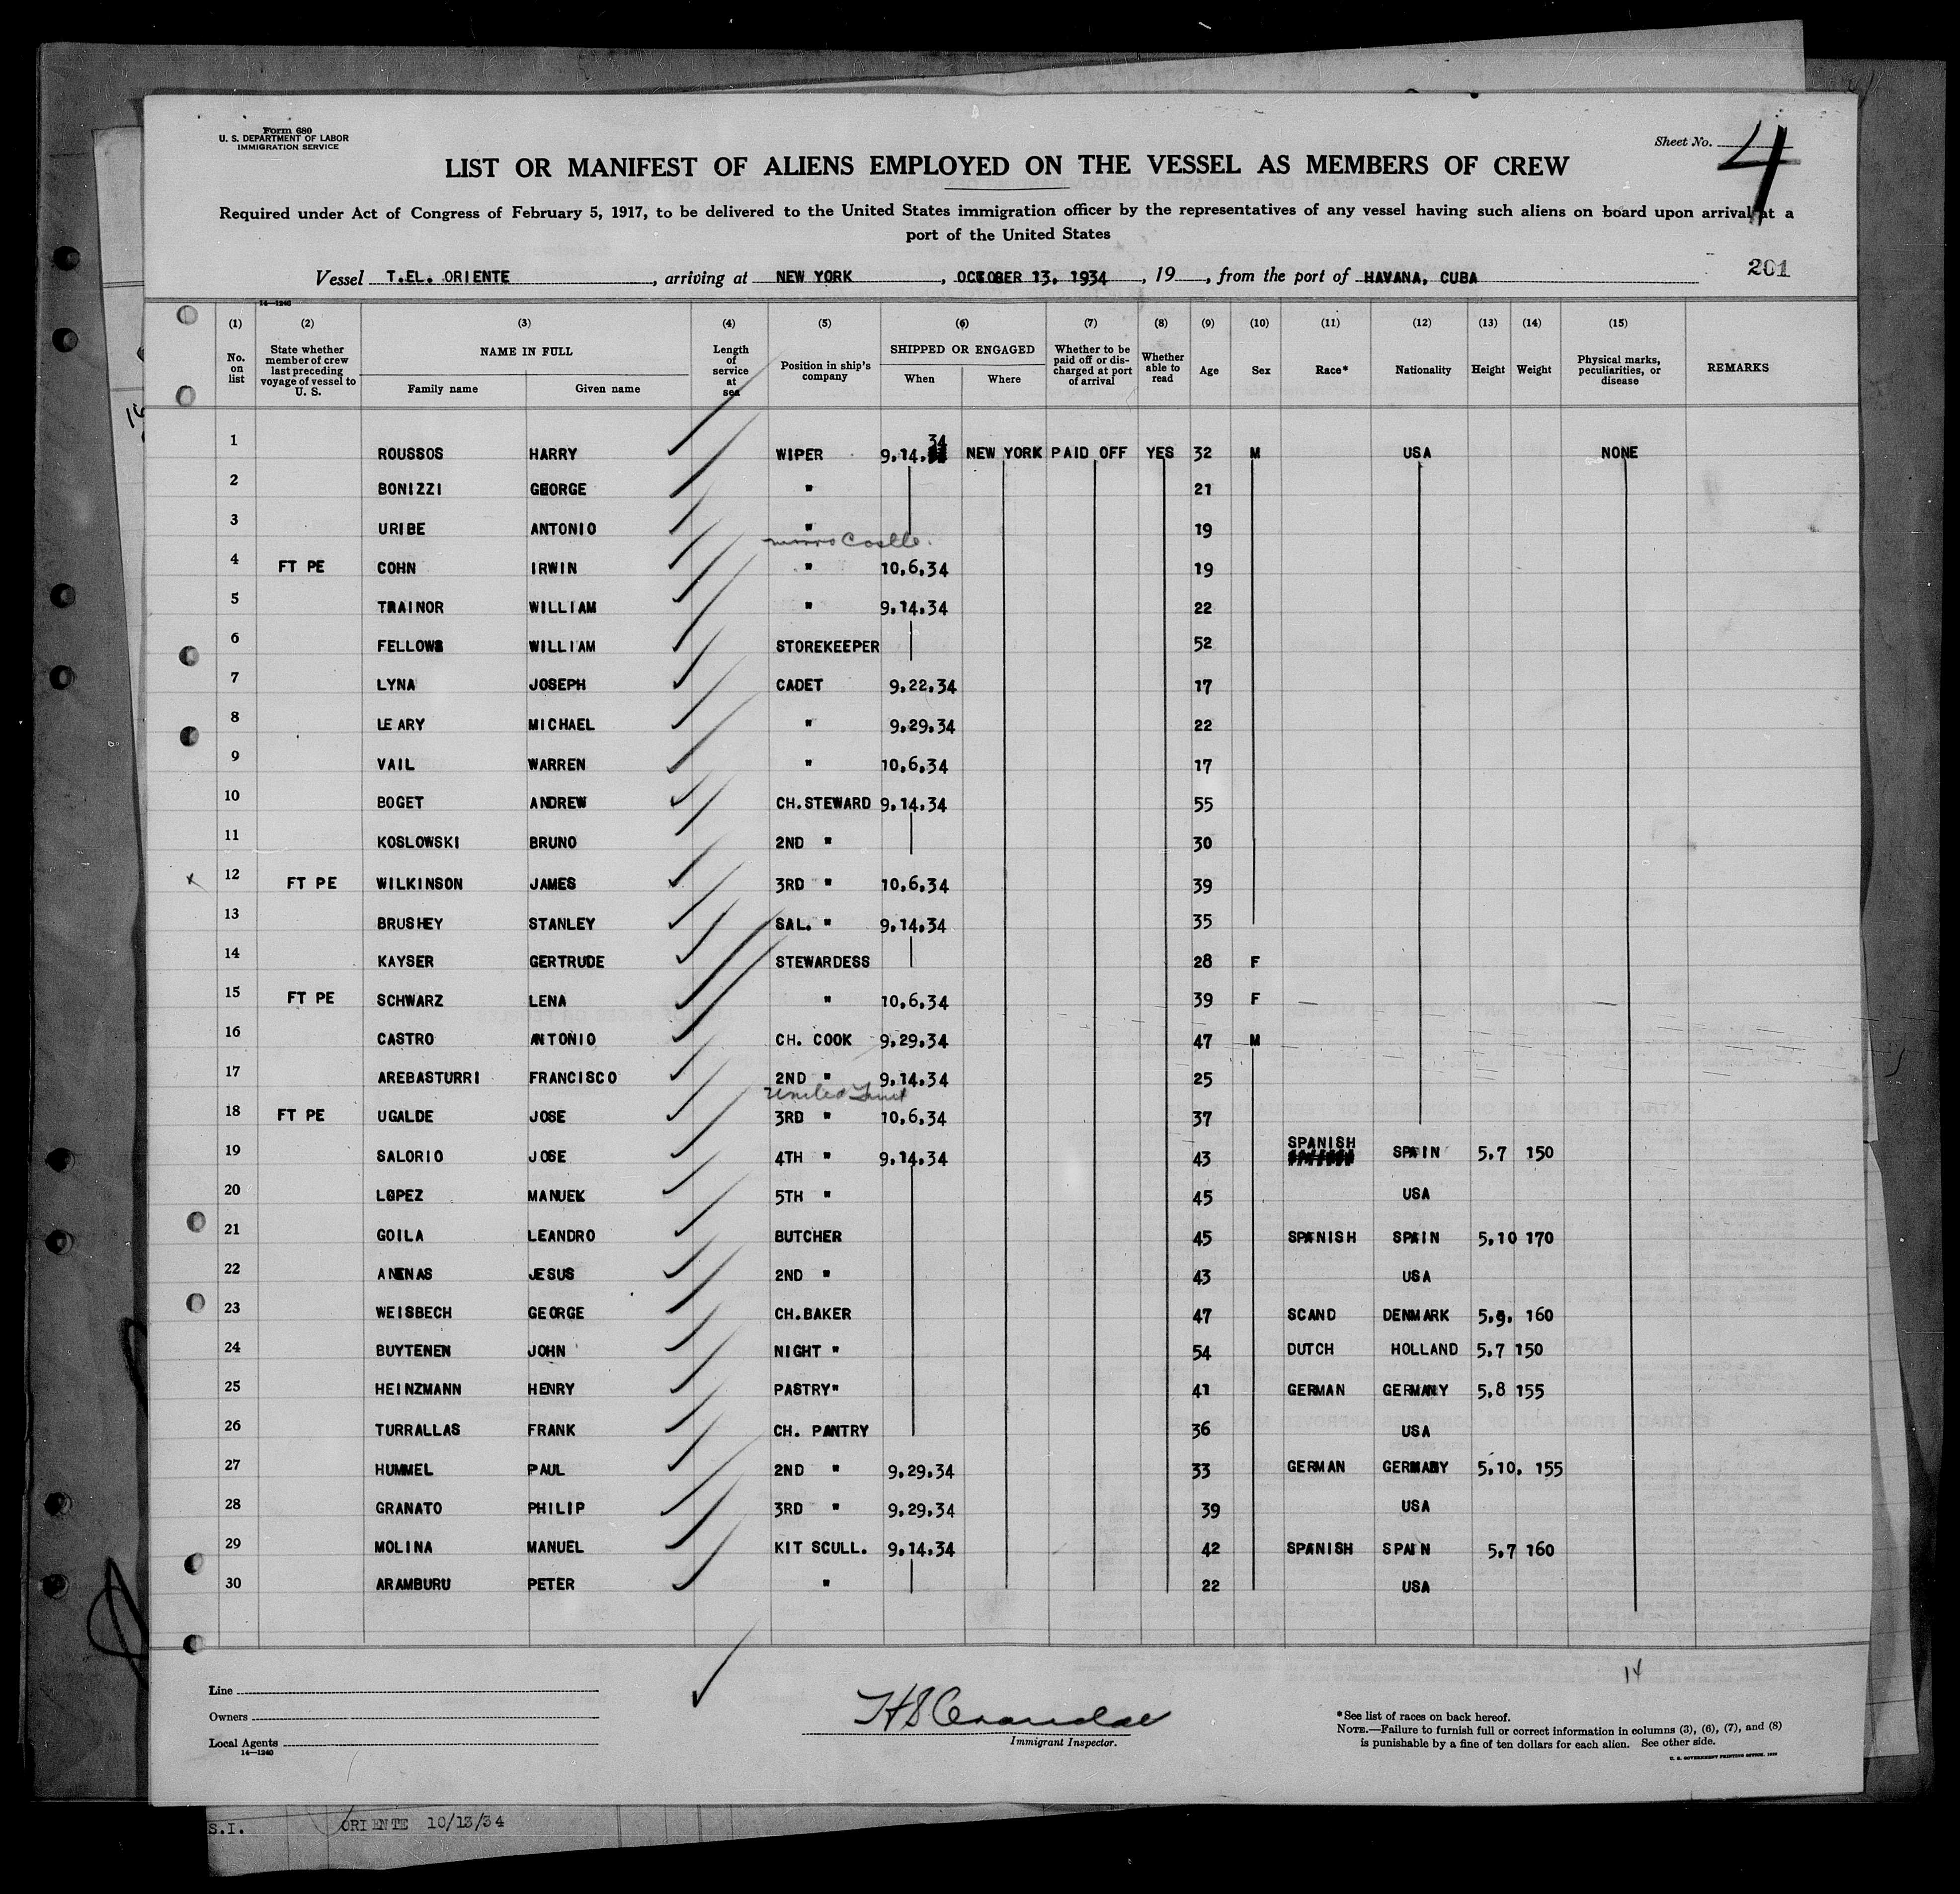 Form 680
U. S. DEPARTMENT OF LABOR
IMMIGRATION SERVICE
Sheet No. 4
LIST OR MANIFEST OF ALIENS EMPLOYED ON THE VESSEL AS MEMBERS OF CREW
Required under Act of Congress of February 5, 1917, to be delivered to the United States immigration officer by the representatives of any vessel having such aliens on board upon arrival at a
port of the United States
201
Vessel T.EL. ORIENTE, arriving at NEW YORK, OCTOBER 13, 1934, 19, from the port of HAVANA, CUBA
14—1240
(1) (2) (3) (4) (5) (6) (7) (8) (9) (10) (11) (12) (13) (14) (15)
No. on list State whether member of crew last preceding voyage of vessel to U. S. NAME IN FULL Family name Given name Length of service at sea Position in ship's company SHIPPED OR ENGAGED When Where Whether to be paid off or discharged at port of arrival Whether able to read Age Sex Race* Nationality Height Weight Physical marks, peculiarities, or disease REMARKS
1 ROUSSOS HARRY WIPER 9.14.34 NEW YORK PAID OFF YES 32 M USA NONE
2 BONIZZI GEORGE " 21
3 URIBE ANTONIO " 19
Castle.
4 FT PE COHN IRWIN " 10.6.34 19
5 TRAINOR WILLIAM " 9.14.34 22
6 FELLOWS WILLIAM STOREKEEPER 52
7 LYNA JOSEPH CADET 9.22.34 17
8 LEARY MICHAEL " 9.29.34 22
9 VAIL WARREN " 10.6.34 17
10 BOGET ANDREW CH.STEWARD 9.14.34 55
11 KOSLOWSKI BRUNO 2ND " 30
x 12 FT PE WILKINSON JAMES 3RD " 10.6.34 39
13 BRUSHEY STANLEY SAL. " 9.14.34 35
14 KAYSER GERTRUDE STEWARDESS 28 F
15 FT PE SCHWARZ LENA " 10.6.34 39 F
16 CASTRO ANTONIO CH. COOK 9.29.34 47 M
17 AREBASTURRI FRANCISCO 2ND " 9.14.34 25
United Fruit
18 FT PE UGALDE JOSE 3RD " 10.6.34 37
19 SALORIO JOSE 4TH " 9.14.34 43 SPANISH SPAIN 5.7 150
20 LOPEZ MANUEK 5TH " 45 USA
21 GOILA LEANDRO BUTCHER 45 SPANISH SPAIN 5.10 170
22 ANENAS JESUS 2ND " 43 USA
23 WEISBECH GEORGE CH.BAKER 47 SCAND DENMARK 5.9. 160
24 BUYTENEN JOHN NIGHT " 54 DUTCH HOLLAND 5.7 150
25 HEINZMANN HENRY PASTRY" 41 GERMAN GERMANY 5.8 155
26 TURRALLAS FRANK CH. PANTRY 36 USA
27 HUMMEL PAUL 2ND " 9.29.34 33 GERMAN GERMANY 5.10. 155
28 GRANATO PHILIP 3RD " 9.29.34 39 USA
29 MOLINA MANUEL KIT SCULL. 9.14.34 42 SPANISH SPAIN 5.7 160
30 ARAMBURU PETER " 22 USA
14
Line
Owners
Local Agents
14—1240
Immigrant Inspector.
*See list of races on back hereof.
NOTE.—Failure to furnish full or correct information in columns (3), (6), (7), and (8)
is punishable by a fine of ten dollars for each alien. See other side.
U. S. GOVERNMENT PRINTING OFFICE
S.I. ORIENTE 10/13/34